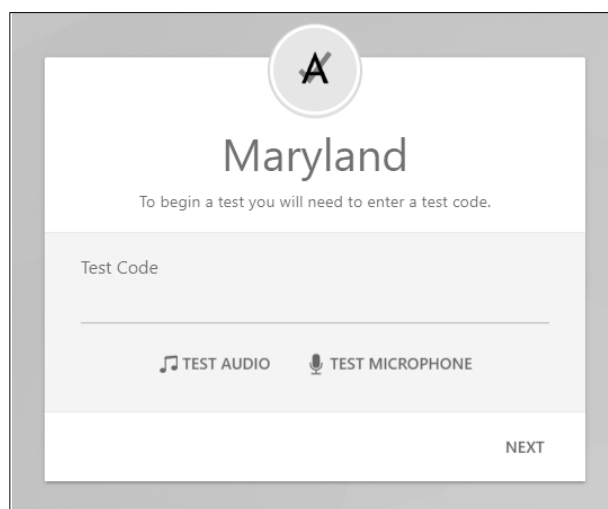 A
Maryland
To begin a test you will need to enter a test code.
Test Code
TEST AUDIO TEST MICROPHONE
NEXT